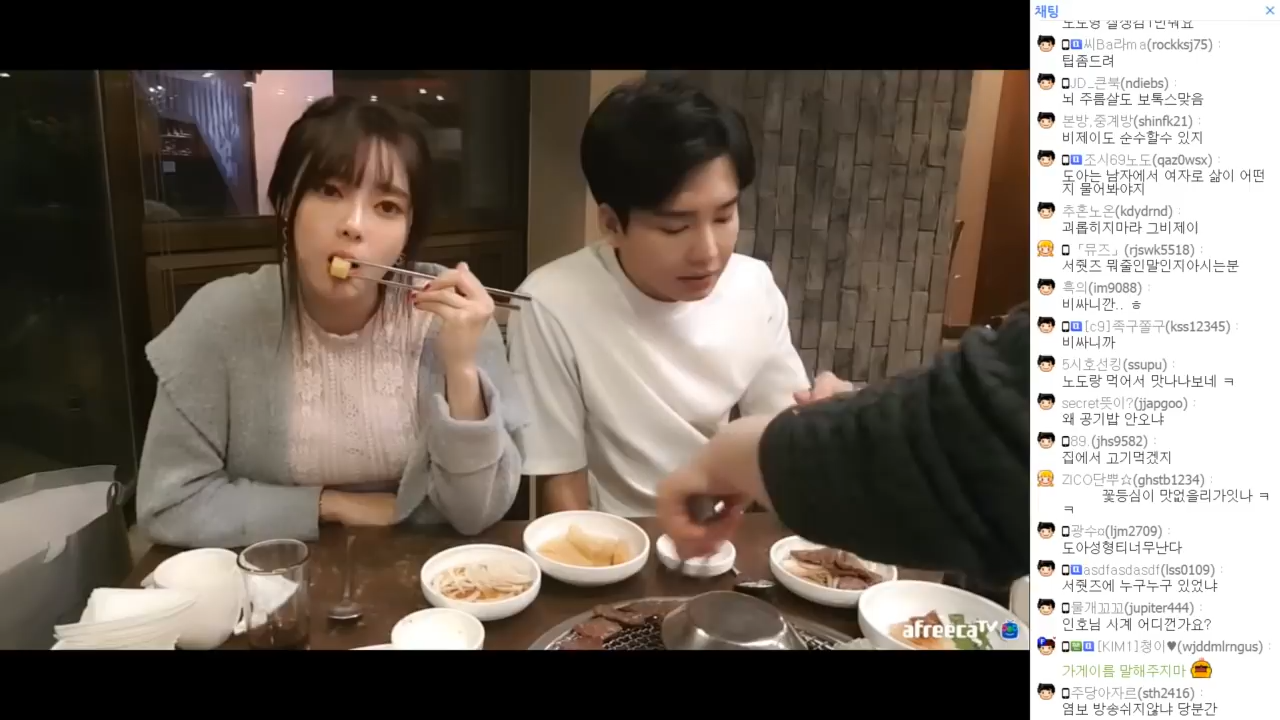 채팅
노도형 잘생김1인줘요
씨Ba라ma(rockksj75) :
팁좀드려
JD_큰북(ndiebs) :
뇌 주름살도 보톡스맞음
본방,중계방(shinfk21) :
비제이도 순수할수 있지
조시69노도(qaz0wsx) :
도아는 남자에서 여자로 삶이 어떤
지 물어봐야지
추혼노온(kdydrnd) :
괴롭히지마라 그비제이
「뮤즈」(rjswk5518) :
서줫즈 뭐줄인말인지아시는분
흑의(im9088) :
비싸니깐.. ㅎ
[c9]족구쫄구(kss12345) :
비싸니까
5시호선킹(ssupu) :
노도랑 먹어서 맛나나보네 ㅋ
secret뜻이?(jjapgoo) :
왜 공기밥 안오냐
89.(jhs9582) :
집에서 고기먹겠지
ZICO단뿌☆(ghstb1234) :
꽃등심이 맛없을리가잇나 ㅋ
ㅋ
광수¤(ljm2709) :
도아성형티너무난다
asdfasdasdf(lss0109) :
서줫즈에 누구누구 있었냐
물개꼬꼬(jupiter444) :
인호님 시계 어디껀가요?
[KIM1]청이♥(wjddmlrngus) :
가게이름 말해주지마
주당아자르(sth2416) :
염보 방송쉬지않냐 당분간
afreecaTV